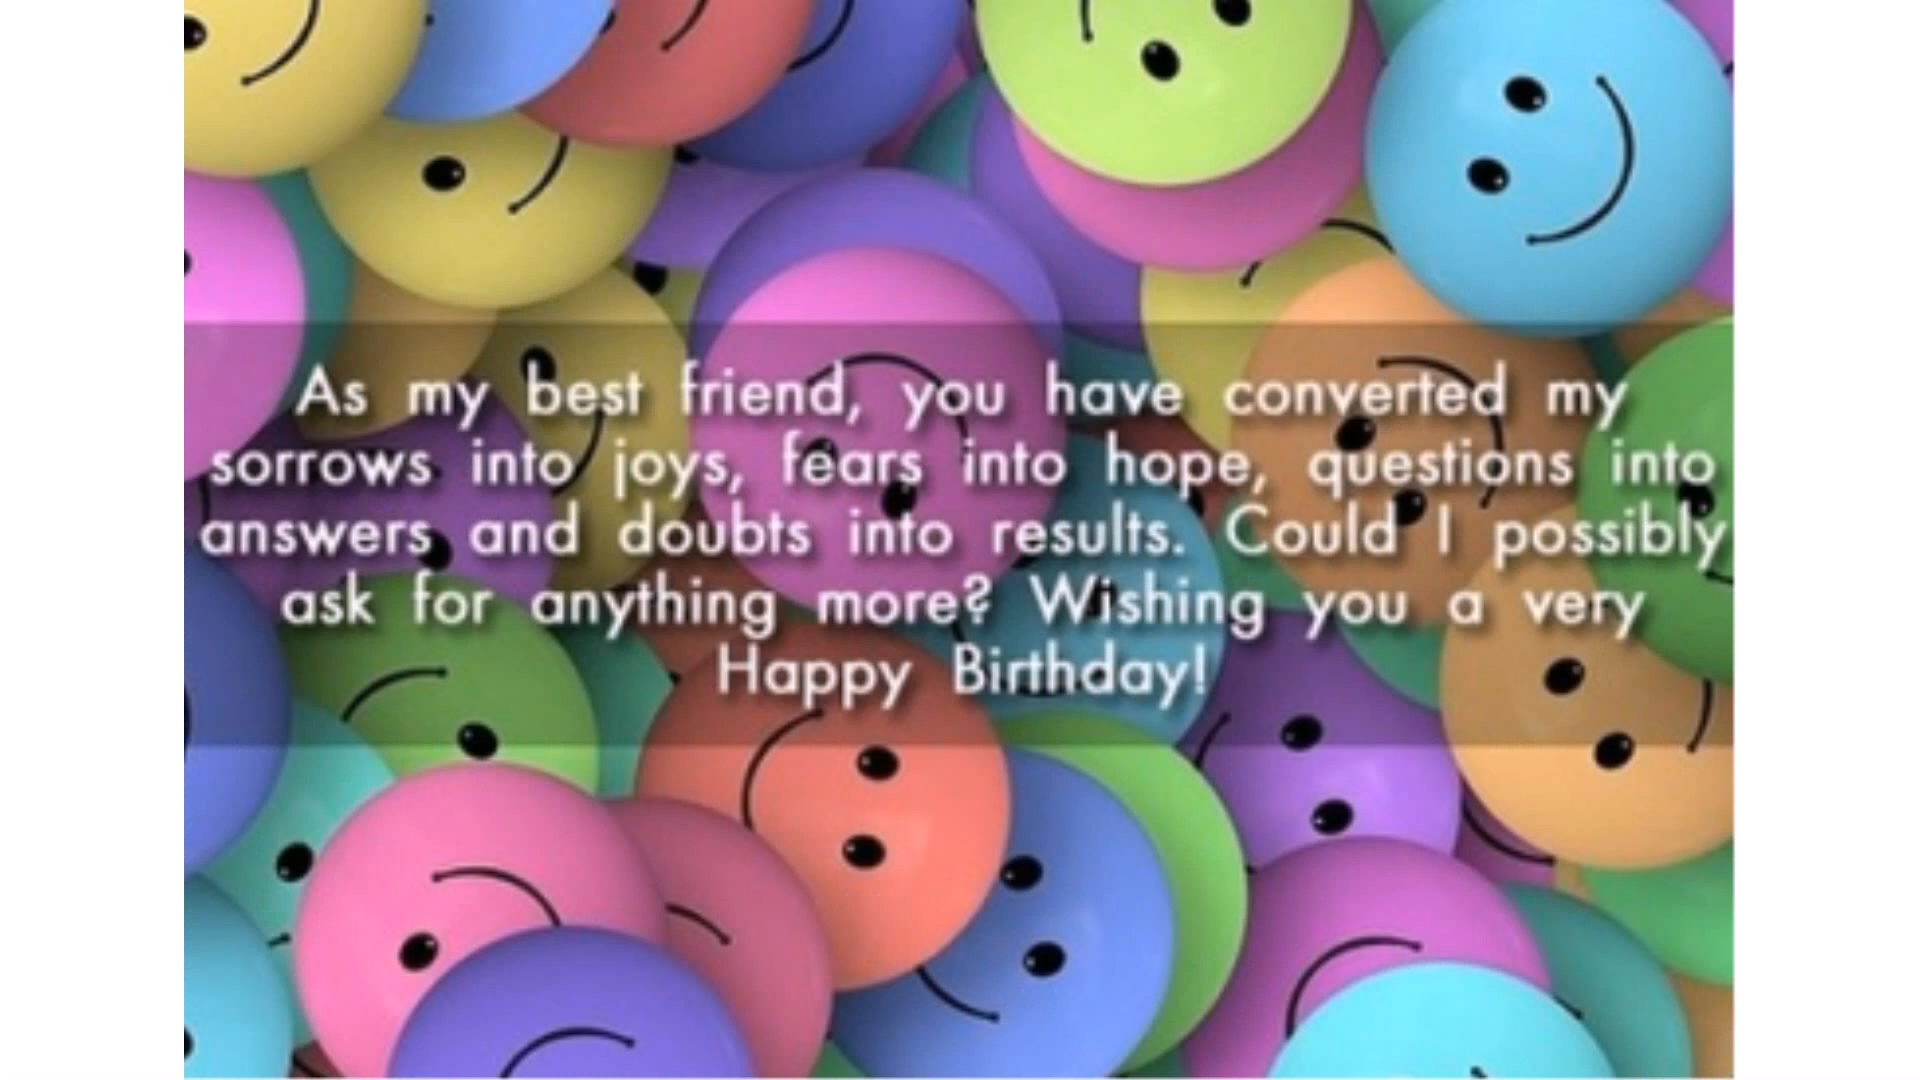 As my best friend, you have converted my
sorrows into joys, fears into hope, questions into
answers and doubts into results. Could I possibly
ask for anything more? Wishing you a very
Happy Birthday!